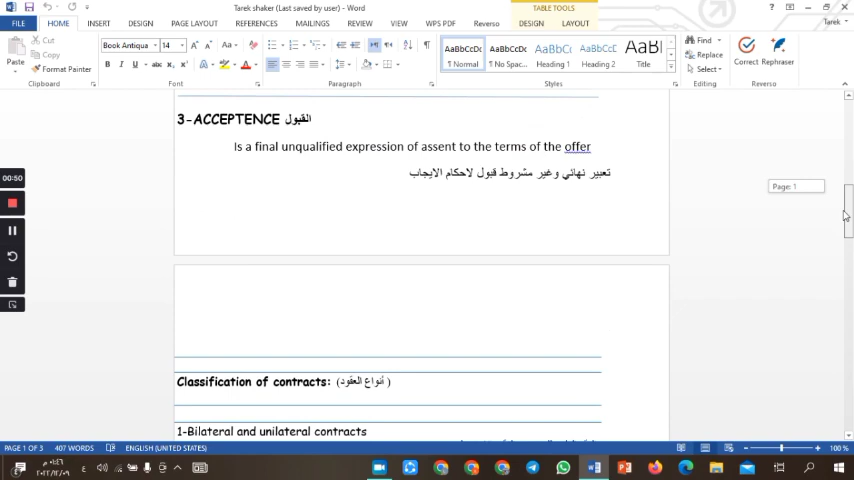 Tarek shaker (Last saved by user) - Word
TABLE TOOLS
FILE HOME INSERT DESIGN PAGE LAYOUT REFERENCES MAILINGS REVIEW VIEW WPS PDF Reverso DESIGN LAYOUT Tarek
Paste
Cut
Copy
Format Painter
Clipboard
Book Antiqua 14
Font
Paragraph
AaBbCcDc AaBbCcDc AaBbCcI AaBbCcC AaBI
¶ Normal ¶ No Spac... Heading 1 Heading 2 Title
Styles
Find
Replace
Select
Editing
Correct Rephraser
Reverso
3-ACCEPTENCE القبول
Is a final unqualified expression of assent to the terms of the offer
تعبير نهائي وغير مشروط قبول لاحكام الايجاب
00:50
Page: 1
Classification of contracts: (أنواع العقود)
1-Bilateral and unilateral contracts
PAGE 1 OF 3 407 WORDS ENGLISH (UNITED STATES) 100 %